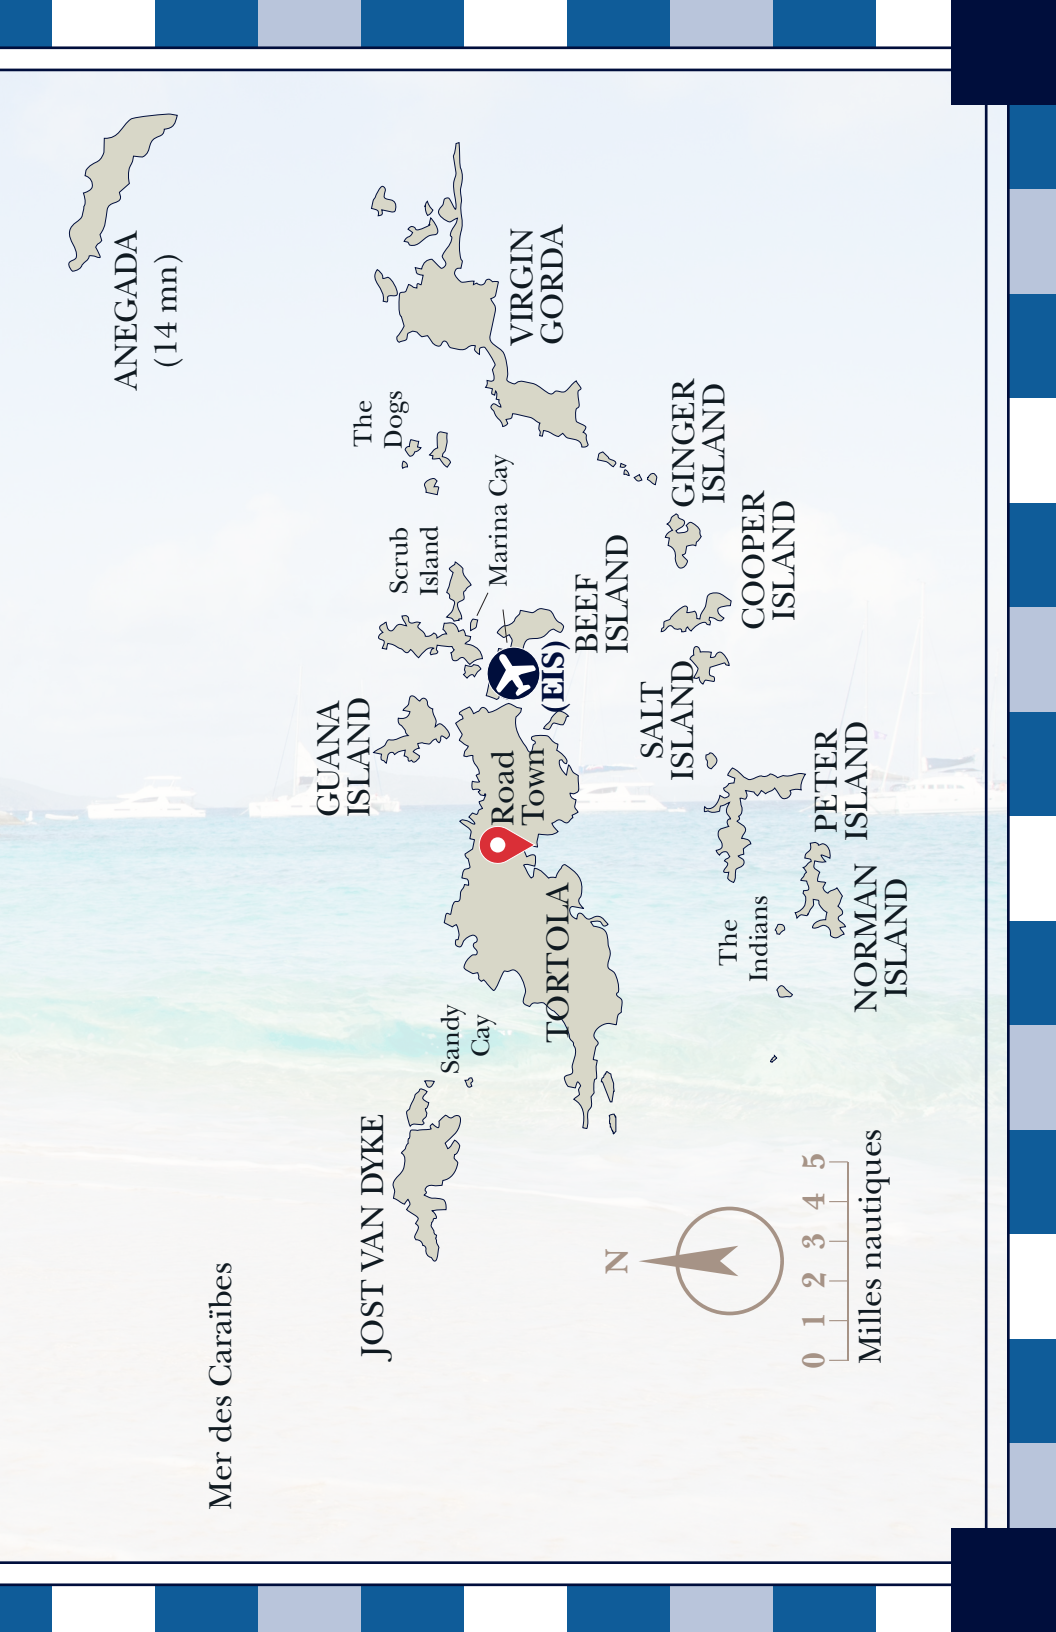 ANEGADA
(14 mn)
VIRGIN
GORDA
The
Dogs
Marina Cay
Scrub
Island
GINGER
ISLAND
COOPER
ISLAND
BEEF
ISLAND
(EIS)
SALT
ISLAND
GUANA
ISLAND
Road
Town
TORTOLA
PETER
ISLAND
NORMAN
ISLAND
The
Indians
Sandy
Cay
JOST VAN DYKE
Mer des Caraïbes
N
0 1 2 3 4 5
Milles nautiques